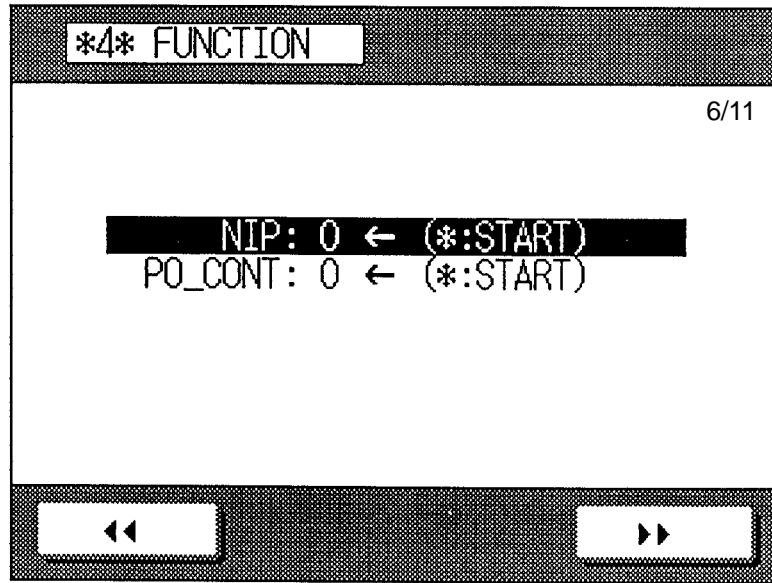 *4* FUNCTION
6/11
NIP: 0 ← (*:START)
PO_CONT: 0 ← (*:START)